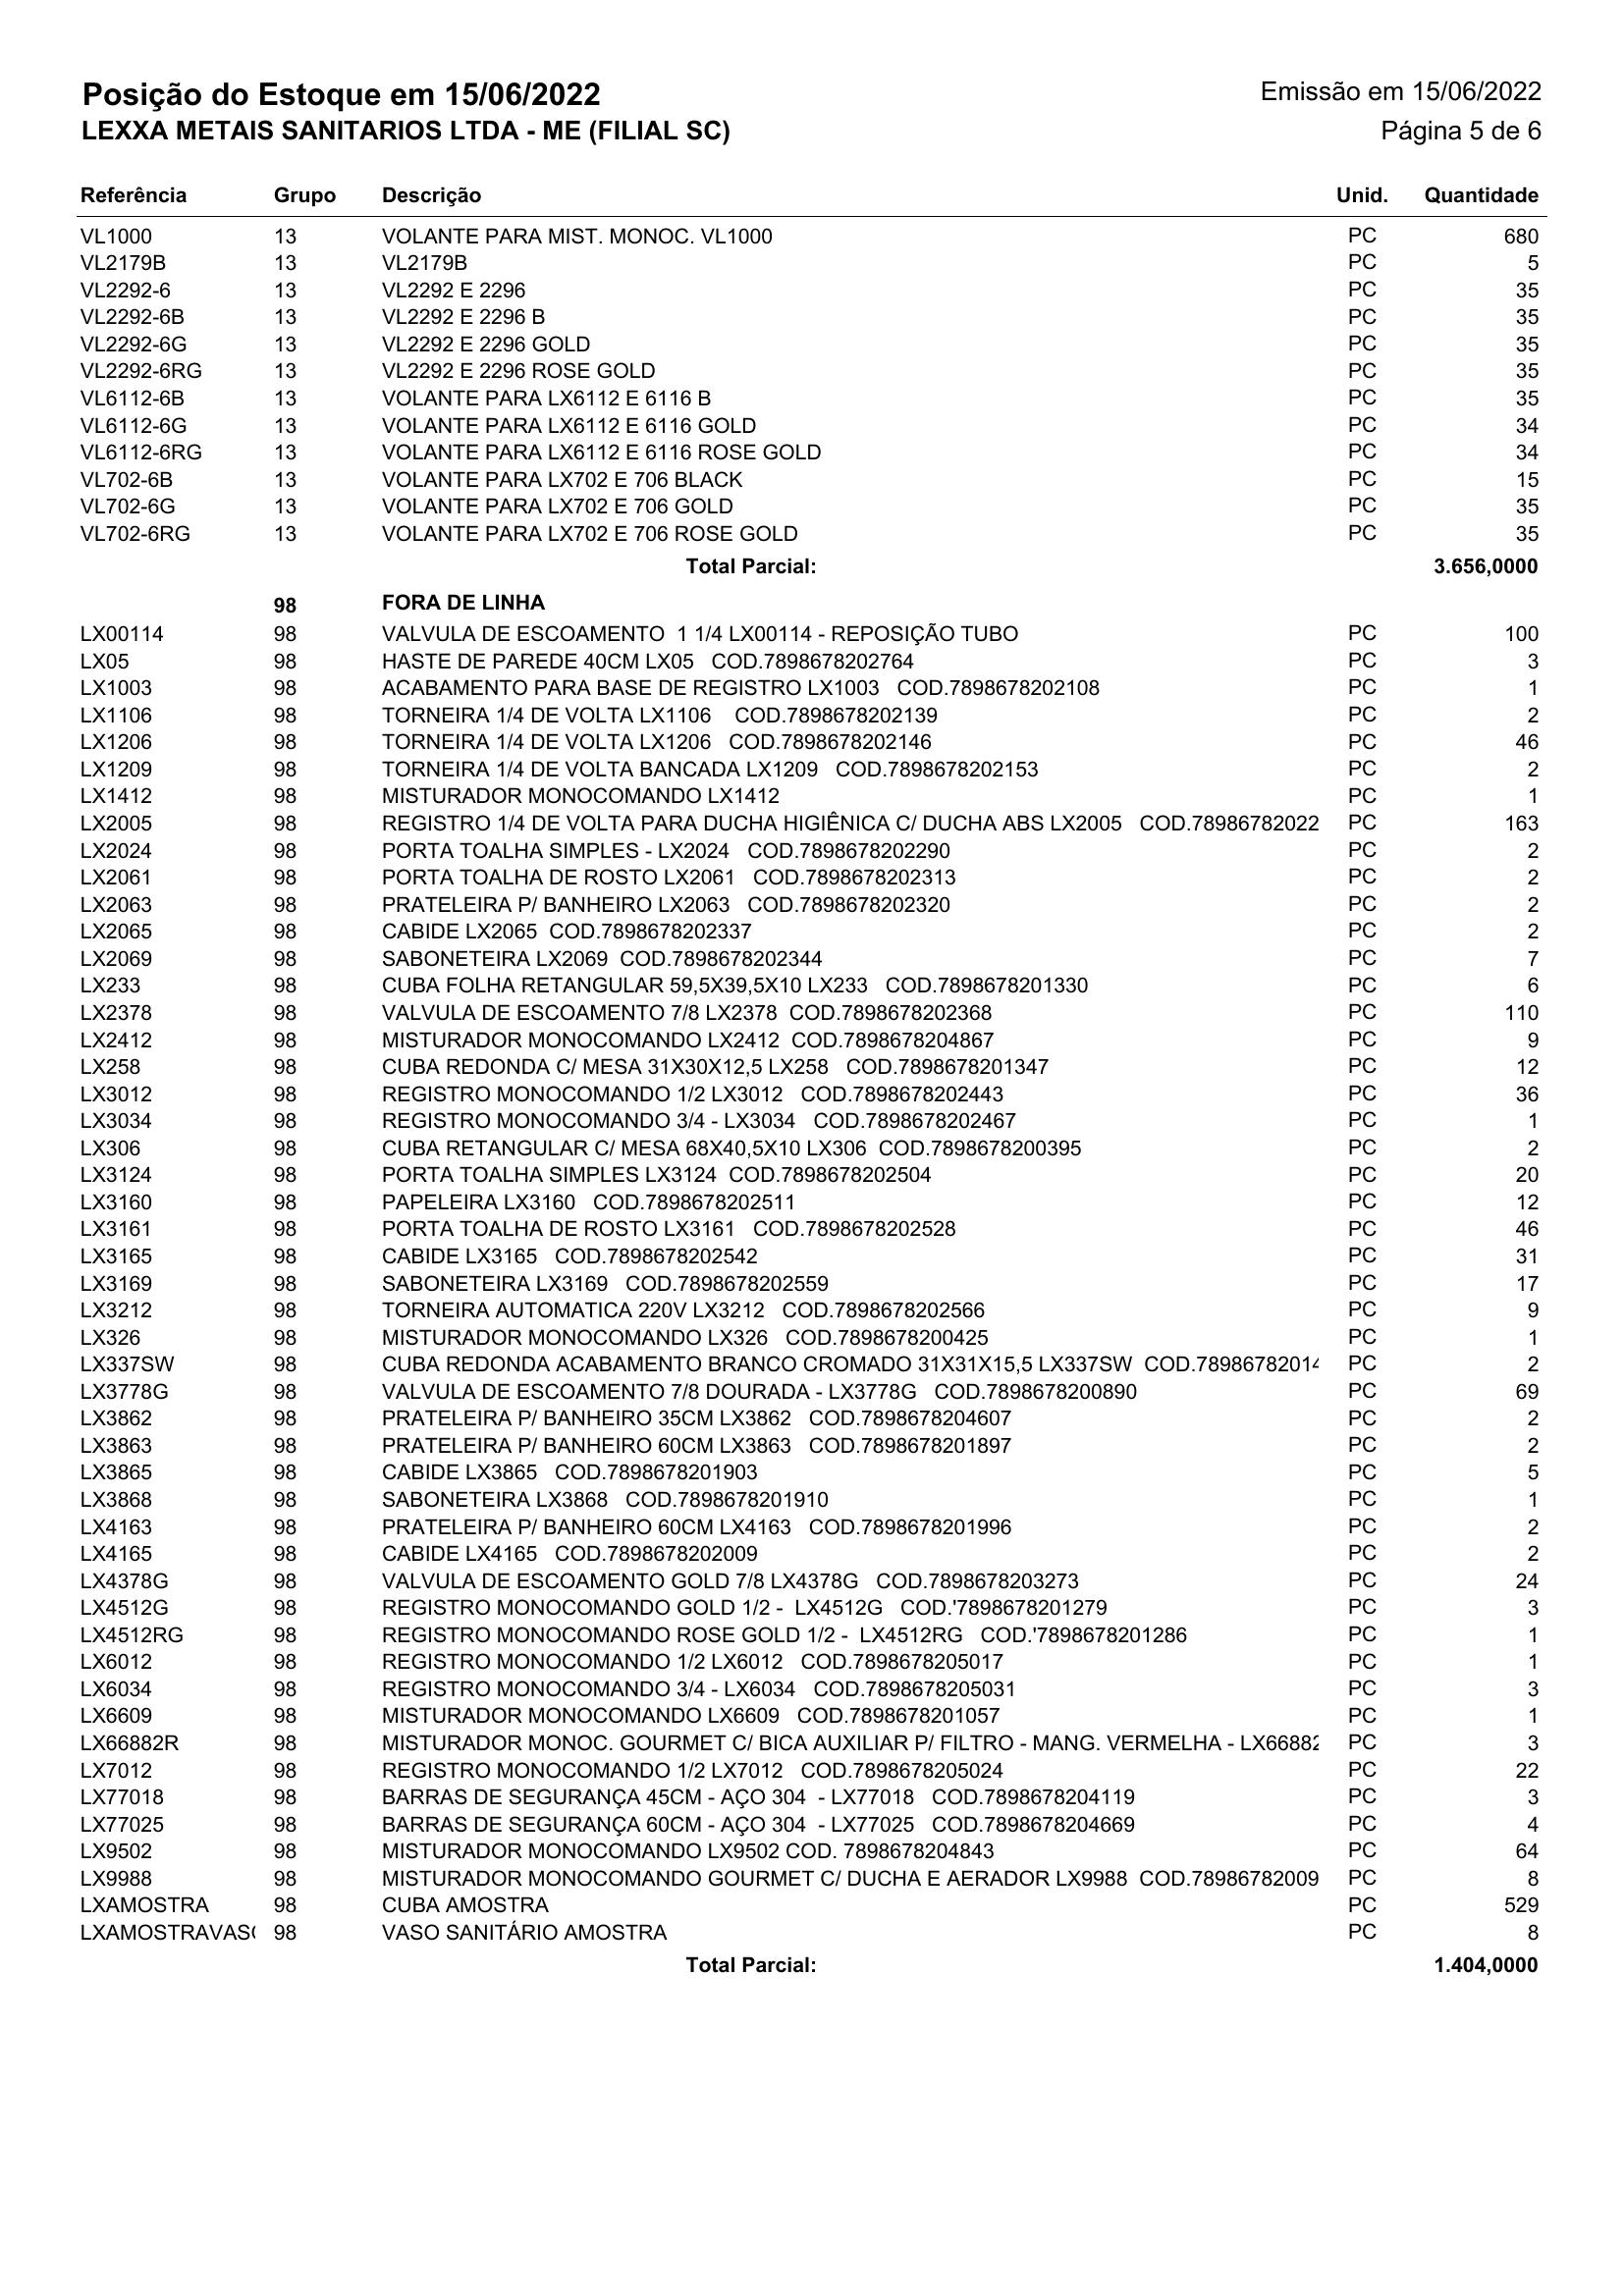 Posição do Estoque em 15/06/2022 Emissão em 15/06/2022
LEXXA METAIS SANITARIOS LTDA - ME (FILIAL SC) Página 5 de 6
Referência Grupo Descrição Unid. Quantidade
VL1000 13 VOLANTE PARA MIST. MONOC. VL1000 PC 680
VL2179B 13 VL2179B PC 5
VL2292-6 13 VL2292 E 2296 PC 35
VL2292-6B 13 VL2292 E 2296 B PC 35
VL2292-6G 13 VL2292 E 2296 GOLD PC 35
VL2292-6RG 13 VL2292 E 2296 ROSE GOLD PC 35
VL6112-6B 13 VOLANTE PARA LX6112 E 6116 B PC 35
VL6112-6G 13 VOLANTE PARA LX6112 E 6116 GOLD PC 34
VL6112-6RG 13 VOLANTE PARA LX6112 E 6116 ROSE GOLD PC 34
VL702-6B 13 VOLANTE PARA LX702 E 706 BLACK PC 15
VL702-6G 13 VOLANTE PARA LX702 E 706 GOLD PC 35
VL702-6RG 13 VOLANTE PARA LX702 E 706 ROSE GOLD PC 35
Total Parcial: 3.656,0000
98 FORA DE LINHA
LX00114 98 VALVULA DE ESCOAMENTO 1 1/4 LX00114 - REPOSIÇÃO TUBO PC 100
LX05 98 HASTE DE PAREDE 40CM LX05 COD.7898678202764 PC 3
LX1003 98 ACABAMENTO PARA BASE DE REGISTRO LX1003 COD.7898678202108 PC 1
LX1106 98 TORNEIRA 1/4 DE VOLTA LX1106 COD.7898678202139 PC 2
LX1206 98 TORNEIRA 1/4 DE VOLTA LX1206 COD.7898678202146 PC 46
LX1209 98 TORNEIRA 1/4 DE VOLTA BANCADA LX1209 COD.7898678202153 PC 2
LX1412 98 MISTURADOR MONOCOMANDO LX1412 PC 1
LX2005 98 REGISTRO 1/4 DE VOLTA PARA DUCHA HIGIÊNICA C/ DUCHA ABS LX2005 COD.78986782022 PC 163
LX2024 98 PORTA TOALHA SIMPLES - LX2024 COD.7898678202290 PC 2
LX2061 98 PORTA TOALHA DE ROSTO LX2061 COD.7898678202313 PC 2
LX2063 98 PRATELEIRA P/ BANHEIRO LX2063 COD.7898678202320 PC 2
LX2065 98 CABIDE LX2065 COD.7898678202337 PC 2
LX2069 98 SABONETEIRA LX2069 COD.7898678202344 PC 7
LX233 98 CUBA FOLHA RETANGULAR 59,5X39,5X10 LX233 COD.7898678201330 PC 6
LX2378 98 VALVULA DE ESCOAMENTO 7/8 LX2378 COD.7898678202368 PC 110
LX2412 98 MISTURADOR MONOCOMANDO LX2412 COD.7898678204867 PC 9
LX258 98 CUBA REDONDA C/ MESA 31X30X12,5 LX258 COD.7898678201347 PC 12
LX3012 98 REGISTRO MONOCOMANDO 1/2 LX3012 COD.7898678202443 PC 36
LX3034 98 REGISTRO MONOCOMANDO 3/4 - LX3034 COD.7898678202467 PC 1
LX306 98 CUBA RETANGULAR C/ MESA 68X40,5X10 LX306 COD.7898678200395 PC 2
LX3124 98 PORTA TOALHA SIMPLES LX3124 COD.7898678202504 PC 20
LX3160 98 PAPELEIRA LX3160 COD.7898678202511 PC 12
LX3161 98 PORTA TOALHA DE ROSTO LX3161 COD.7898678202528 PC 46
LX3165 98 CABIDE LX3165 COD.7898678202542 PC 31
LX3169 98 SABONETEIRA LX3169 COD.7898678202559 PC 17
LX3212 98 TORNEIRA AUTOMATICA 220V LX3212 COD.7898678202566 PC 9
LX326 98 MISTURADOR MONOCOMANDO LX326 COD.7898678200425 PC 1
LX337SW 98 CUBA REDONDA ACABAMENTO BRANCO CROMADO 31X31X15,5 LX337SW COD.78986782014 PC 2
LX3778G 98 VALVULA DE ESCOAMENTO 7/8 DOURADA - LX3778G COD.7898678200890 PC 69
LX3862 98 PRATELEIRA P/ BANHEIRO 35CM LX3862 COD.7898678204607 PC 2
LX3863 98 PRATELEIRA P/ BANHEIRO 60CM LX3863 COD.7898678201897 PC 2
LX3865 98 CABIDE LX3865 COD.7898678201903 PC 5
LX3868 98 SABONETEIRA LX3868 COD.7898678201910 PC 1
LX4163 98 PRATELEIRA P/ BANHEIRO 60CM LX4163 COD.7898678201996 PC 2
LX4165 98 CABIDE LX4165 COD.7898678202009 PC 2
LX4378G 98 VALVULA DE ESCOAMENTO GOLD 7/8 LX4378G COD.7898678203273 PC 24
LX4512G 98 REGISTRO MONOCOMANDO GOLD 1/2 - LX4512G COD.'7898678201279 PC 3
LX4512RG 98 REGISTRO MONOCOMANDO ROSE GOLD 1/2 - LX4512RG COD.'7898678201286 PC 1
LX6012 98 REGISTRO MONOCOMANDO 1/2 LX6012 COD.7898678205017 PC 1
LX6034 98 REGISTRO MONOCOMANDO 3/4 - LX6034 COD.7898678205031 PC 3
LX6609 98 MISTURADOR MONOCOMANDO LX6609 COD.7898678201057 PC 1
LX66882R 98 MISTURADOR MONOC. GOURMET C/ BICA AUXILIAR P/ FILTRO - MANG. VERMELHA - LX66882 PC 3
LX7012 98 REGISTRO MONOCOMANDO 1/2 LX7012 COD.7898678205024 PC 22
LX77018 98 BARRAS DE SEGURANÇA 45CM - AÇO 304 - LX77018 COD.7898678204119 PC 3
LX77025 98 BARRAS DE SEGURANÇA 60CM - AÇO 304 - LX77025 COD.7898678204669 PC 4
LX9502 98 MISTURADOR MONOCOMANDO LX9502 COD. 7898678204843 PC 64
LX9988 98 MISTURADOR MONOCOMANDO GOURMET C/ DUCHA E AERADOR LX9988 COD.78986782009 PC 8
LXAMOSTRA 98 CUBA AMOSTRA PC 529
LXAMOSTRAVAS 98 VASO SANITÁRIO AMOSTRA PC 8
Total Parcial: 1.404,0000